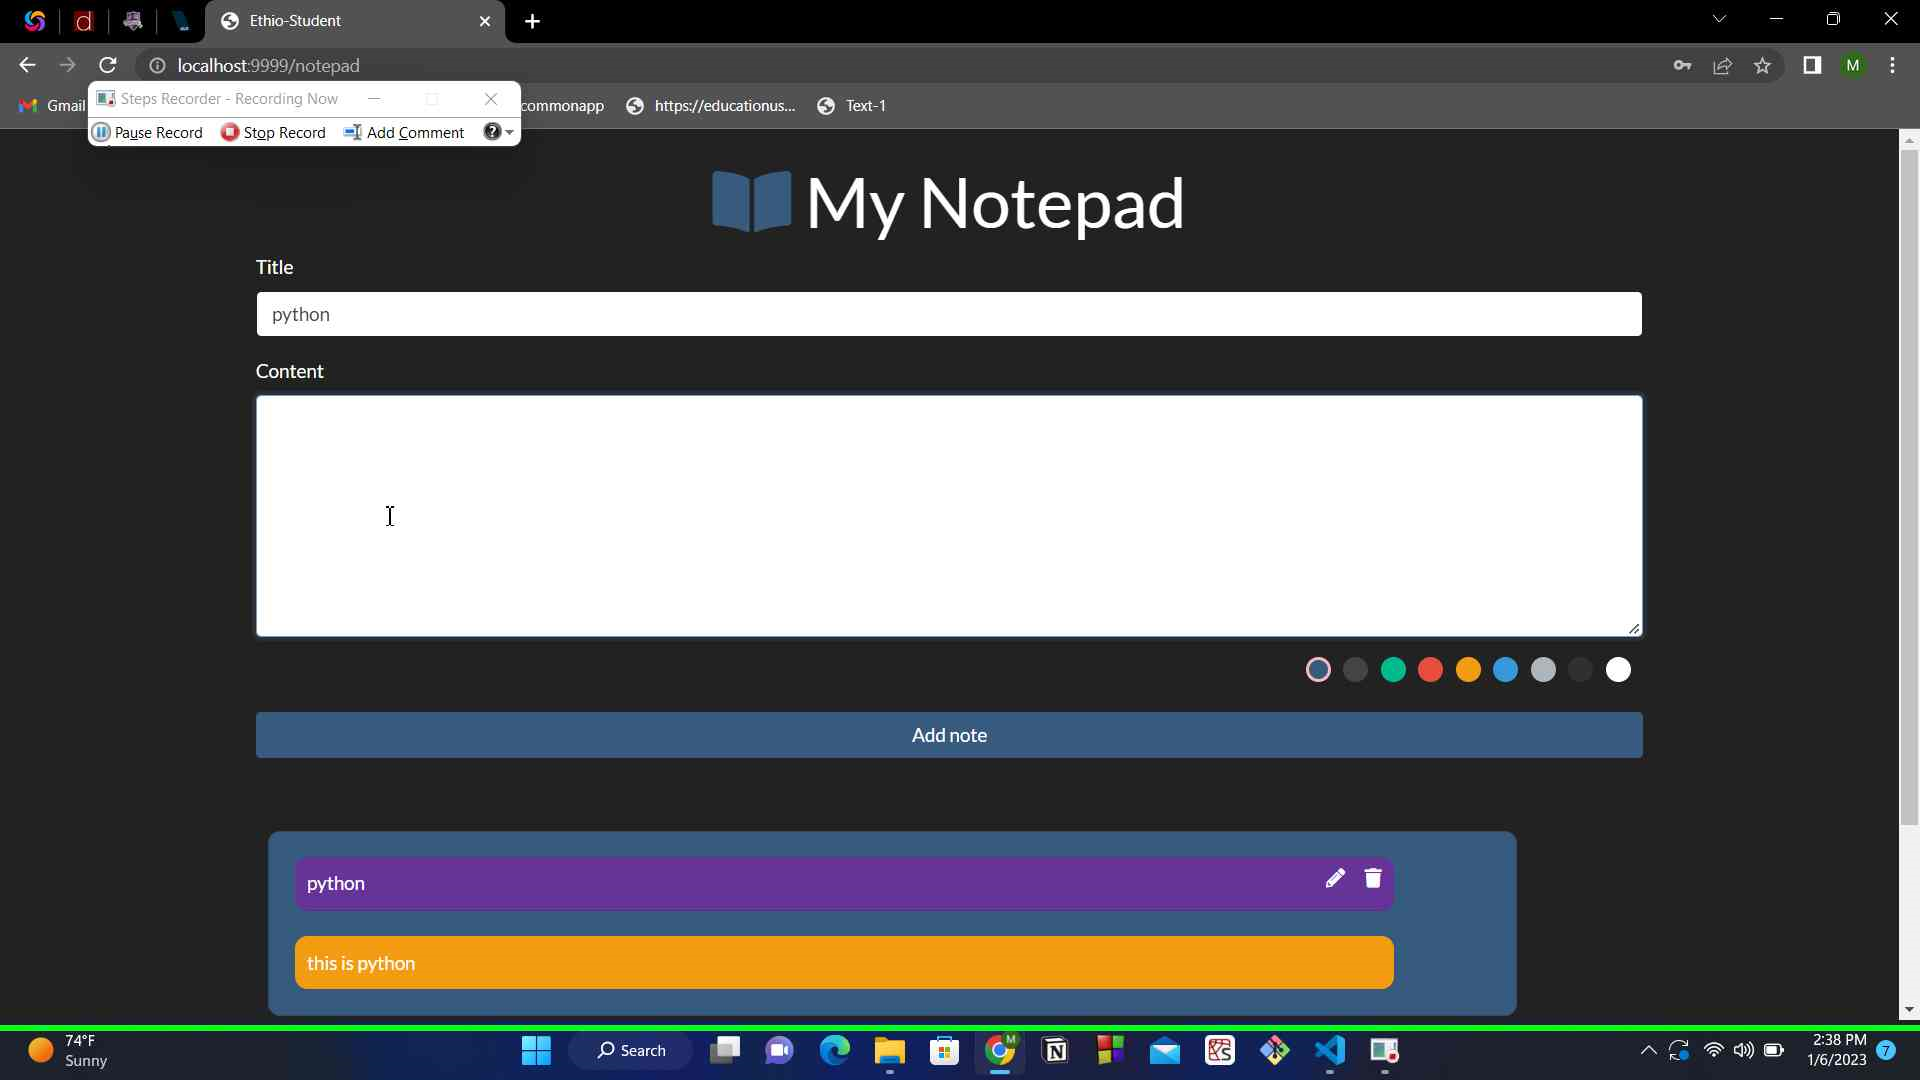 Ethio-Student
localhost:9999/notepad
M
Gmail
commonapp
https://educationus...
Text-1
Steps Recorder - Recording Now
Pause Record
Stop Record
Add Comment
My Notepad
Title
python
Content
Add note
python
this is python
74°F
Sunny
Search
M
2:38 PM
1/6/2023
7